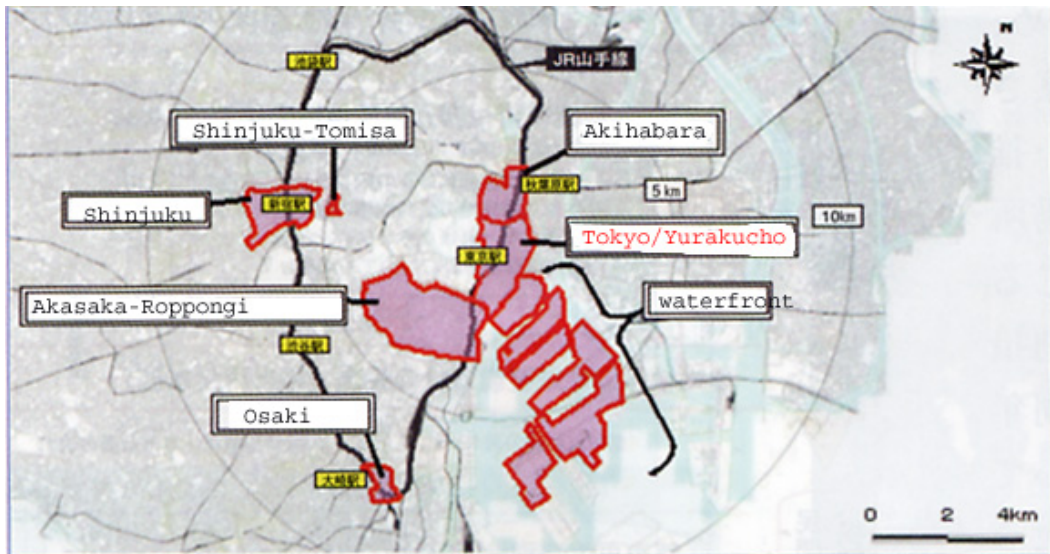 N
池袋駅
JR山手線
Shinjuku-Tomisa
Akihabara
秋葉原駅
5km
Shinjuku
新宿駅
10km
Tokyo/Yurakucho
東京駅
Akasaka-Roppongi
waterfront
渋谷駅
Osaki
大崎駅
0 2 4km